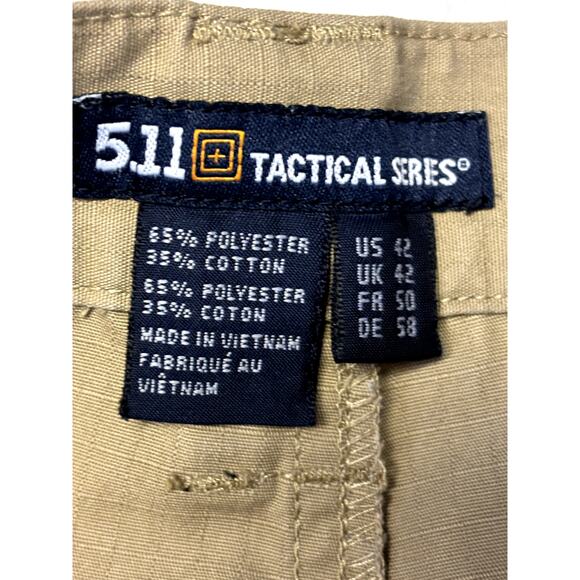 5.11 TACTICAL SERIES®
65% POLYESTER
35% COTTON
65% POLYESTER
35% COTON
MADE IN VIETNAM
FABRIQUÉ AU
VIÊTNAM
US 42
UK 42
FR 50
DE 58